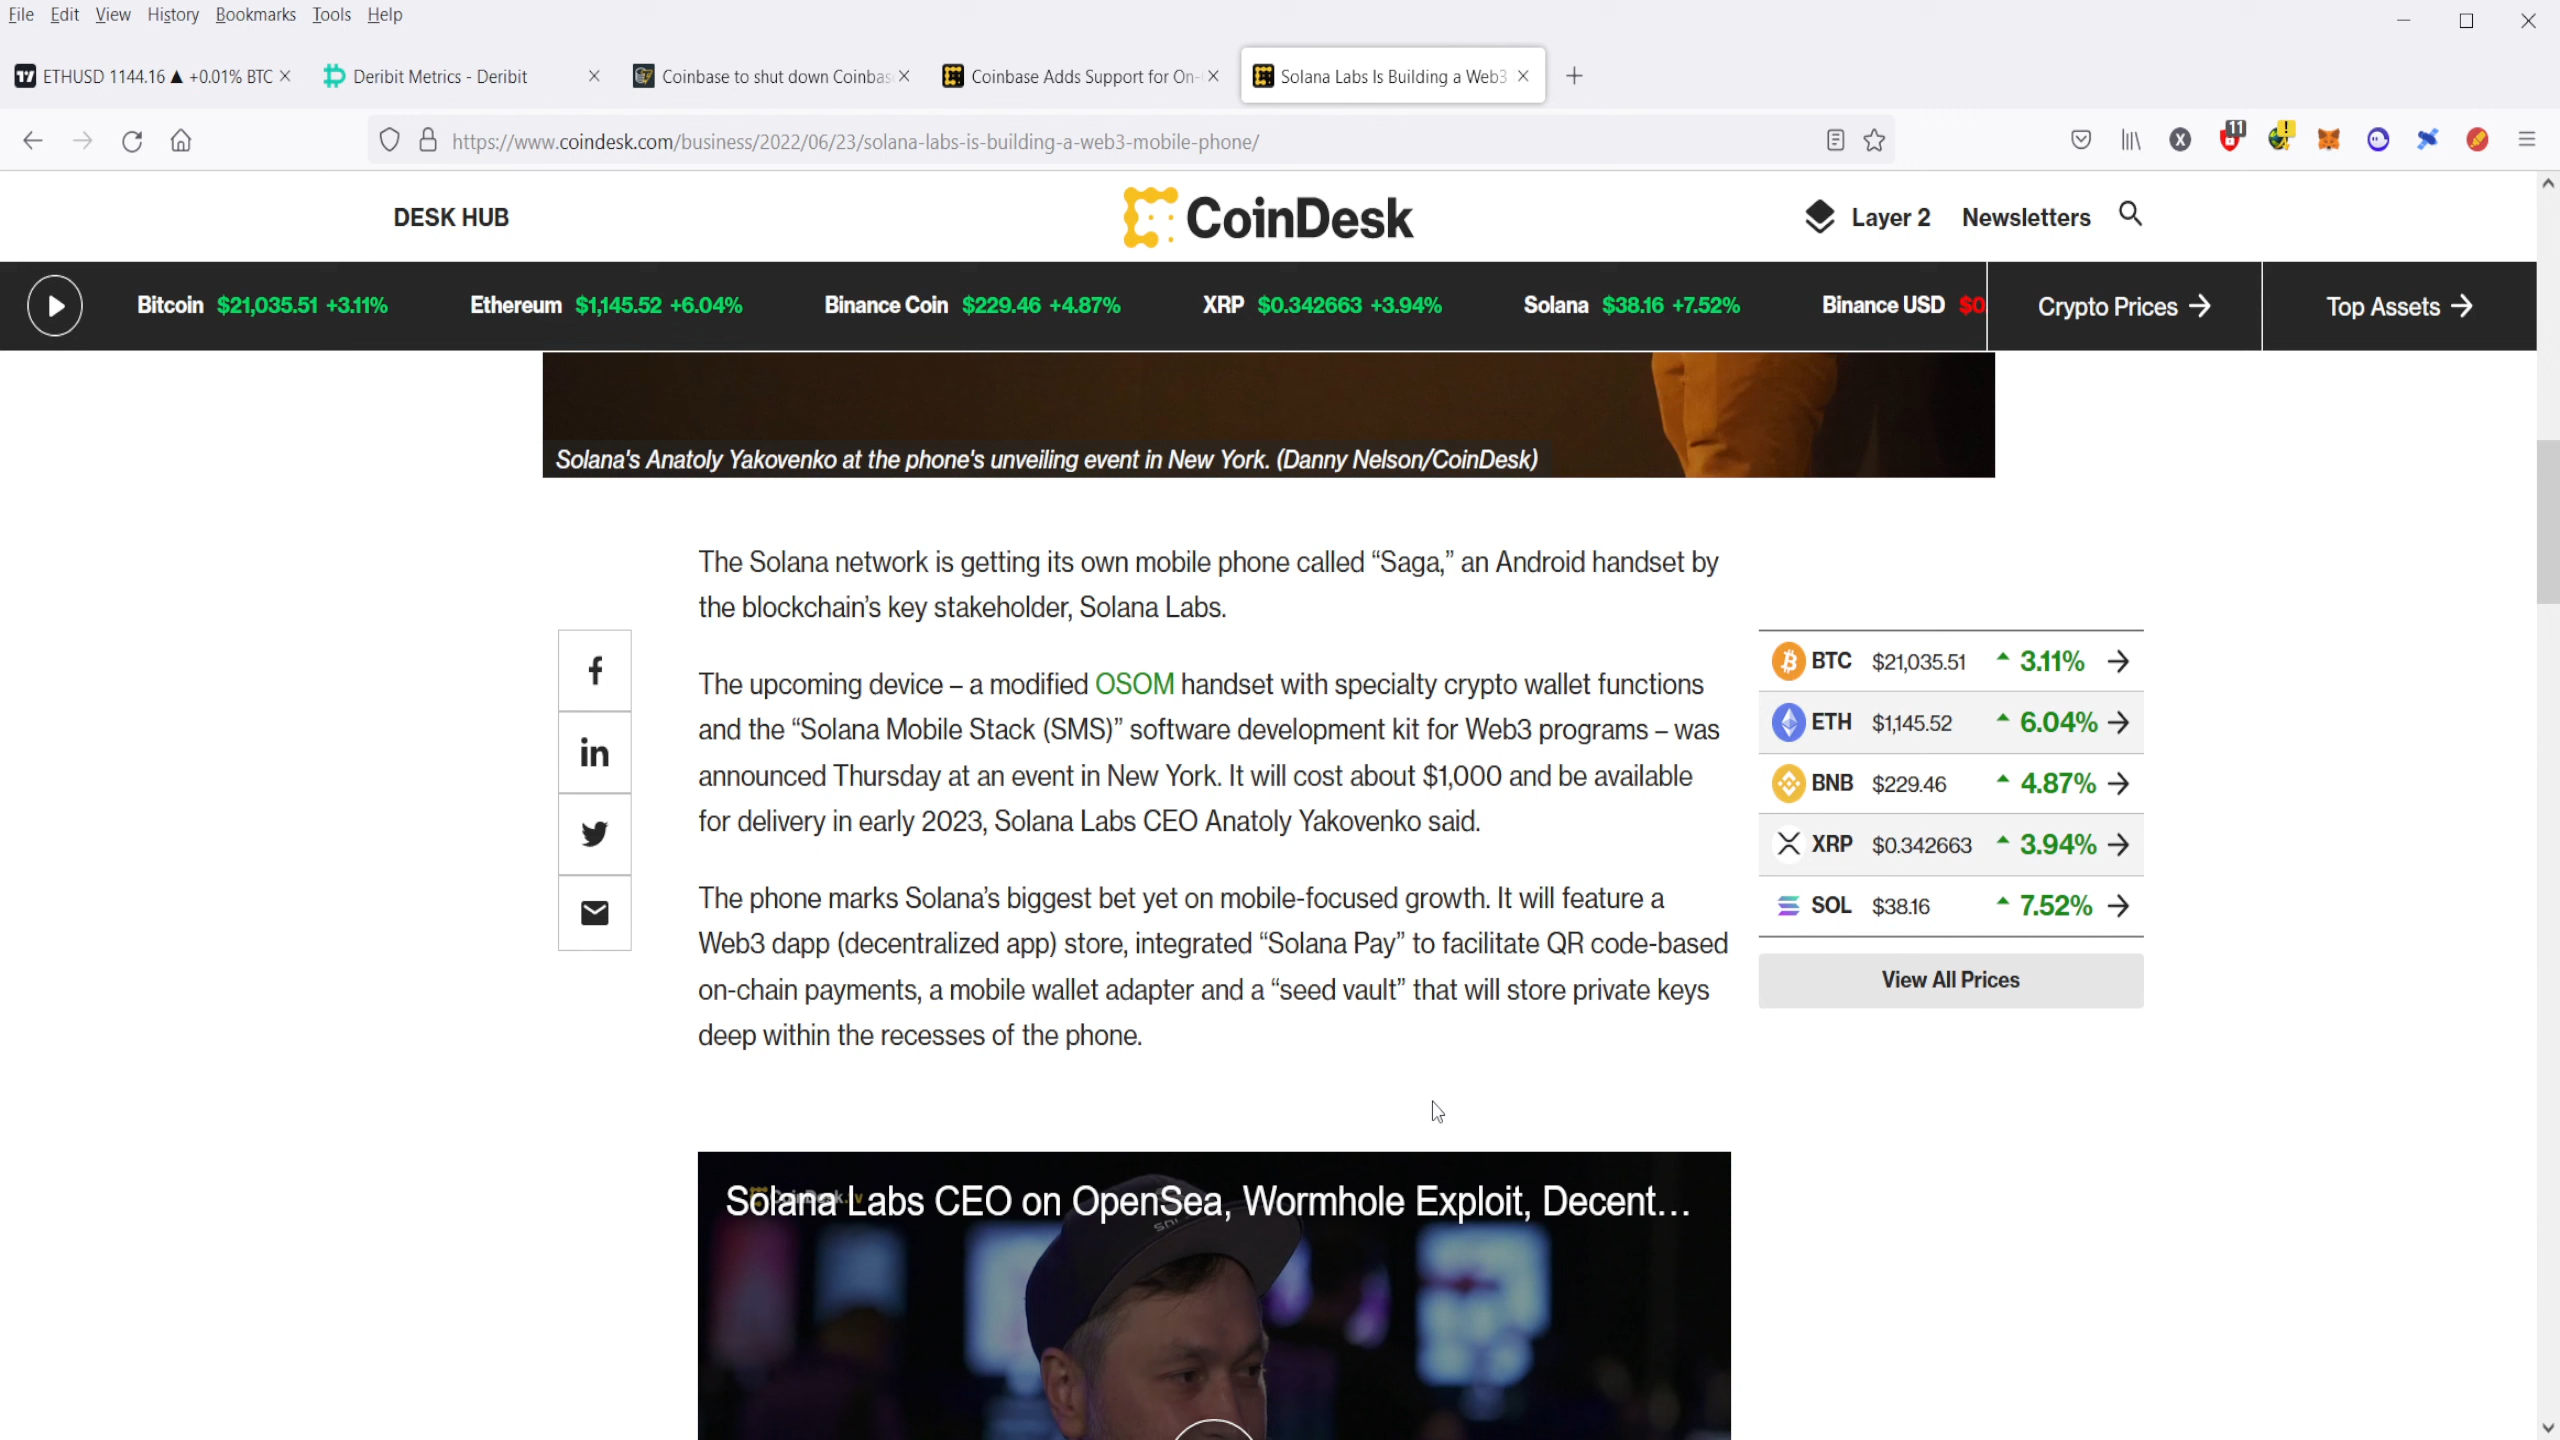 File Edit View History Bookmarks Tools Help
ETHUSD 1144.16 ▲ +0.01% BTC
Deribit Metrics - Deribit
Coinbase to shut down Coinbas
Coinbase Adds Support for On-
Solana Labs Is Building a Web3
https://www.coindesk.com/business/2022/06/23/solana-labs-is-building-a-web3-mobile-phone/
11
DESK HUB
CoinDesk
Layer 2 Newsletters
Bitcoin $21,035.51 +3.11% Ethereum $1,145.52 +6.04% Binance Coin $229.46 +4.87% XRP $0.342663 +3.94% Solana $38.16 +7.52% Binance USD $0 Crypto Prices → Top Assets →
Solana's Anatoly Yakovenko at the phone's unveiling event in New York. (Danny Nelson/CoinDesk)
The Solana network is getting its own mobile phone called “Saga,” an Android handset by
the blockchain’s key stakeholder, Solana Labs.
The upcoming device – a modified OSOM handset with specialty crypto wallet functions
and the “Solana Mobile Stack (SMS)” software development kit for Web3 programs – was
announced Thursday at an event in New York. It will cost about $1,000 and be available
for delivery in early 2023, Solana Labs CEO Anatoly Yakovenko said.
The phone marks Solana’s biggest bet yet on mobile-focused growth. It will feature a
Web3 dapp (decentralized app) store, integrated “Solana Pay” to facilitate QR code-based
on-chain payments, a mobile wallet adapter and a “seed vault” that will store private keys
deep within the recesses of the phone.
BTC $21,035.51 3.11% →
ETH $1,145.52 6.04% →
BNB $229.46 4.87% →
XRP $0.342663 3.94% →
SOL $38.16 7.52% →
View All Prices
Solana Labs CEO on OpenSea, Wormhole Exploit, Decent...